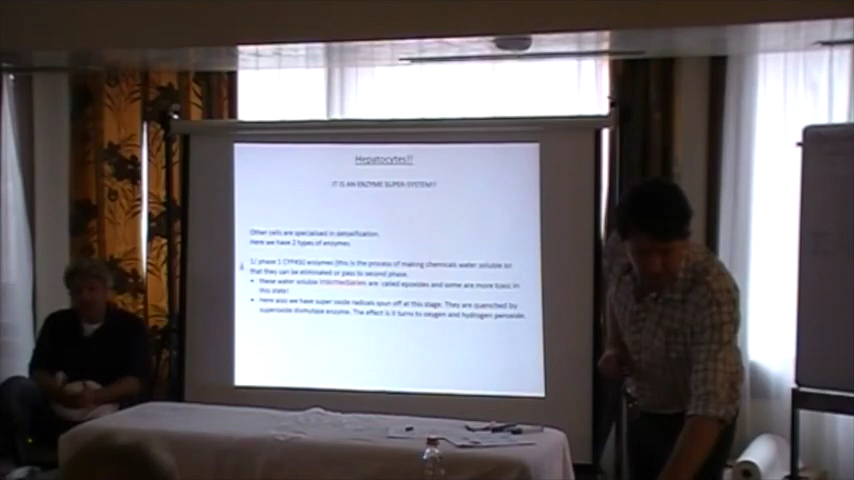 Hepatocytes!!
IT IS AN ENZYME SUPER-SYSTEM!!!
Other cells are specialised in detoxification.
Here we have 2 types of enzymes
1/ phase 1 CYP450 enzymes (this is the process of making chemicals water soluble so
that they can be eliminated or pass to second phase.
• these water soluble intermediaries are called epoxides and some are more toxic in
this state!
• Here also we have super oxide radicals spun off at this stage. They are quenched by
superoxide dismutase enzyme. The effect is it turns to oxygen and hydrogen peroxide.